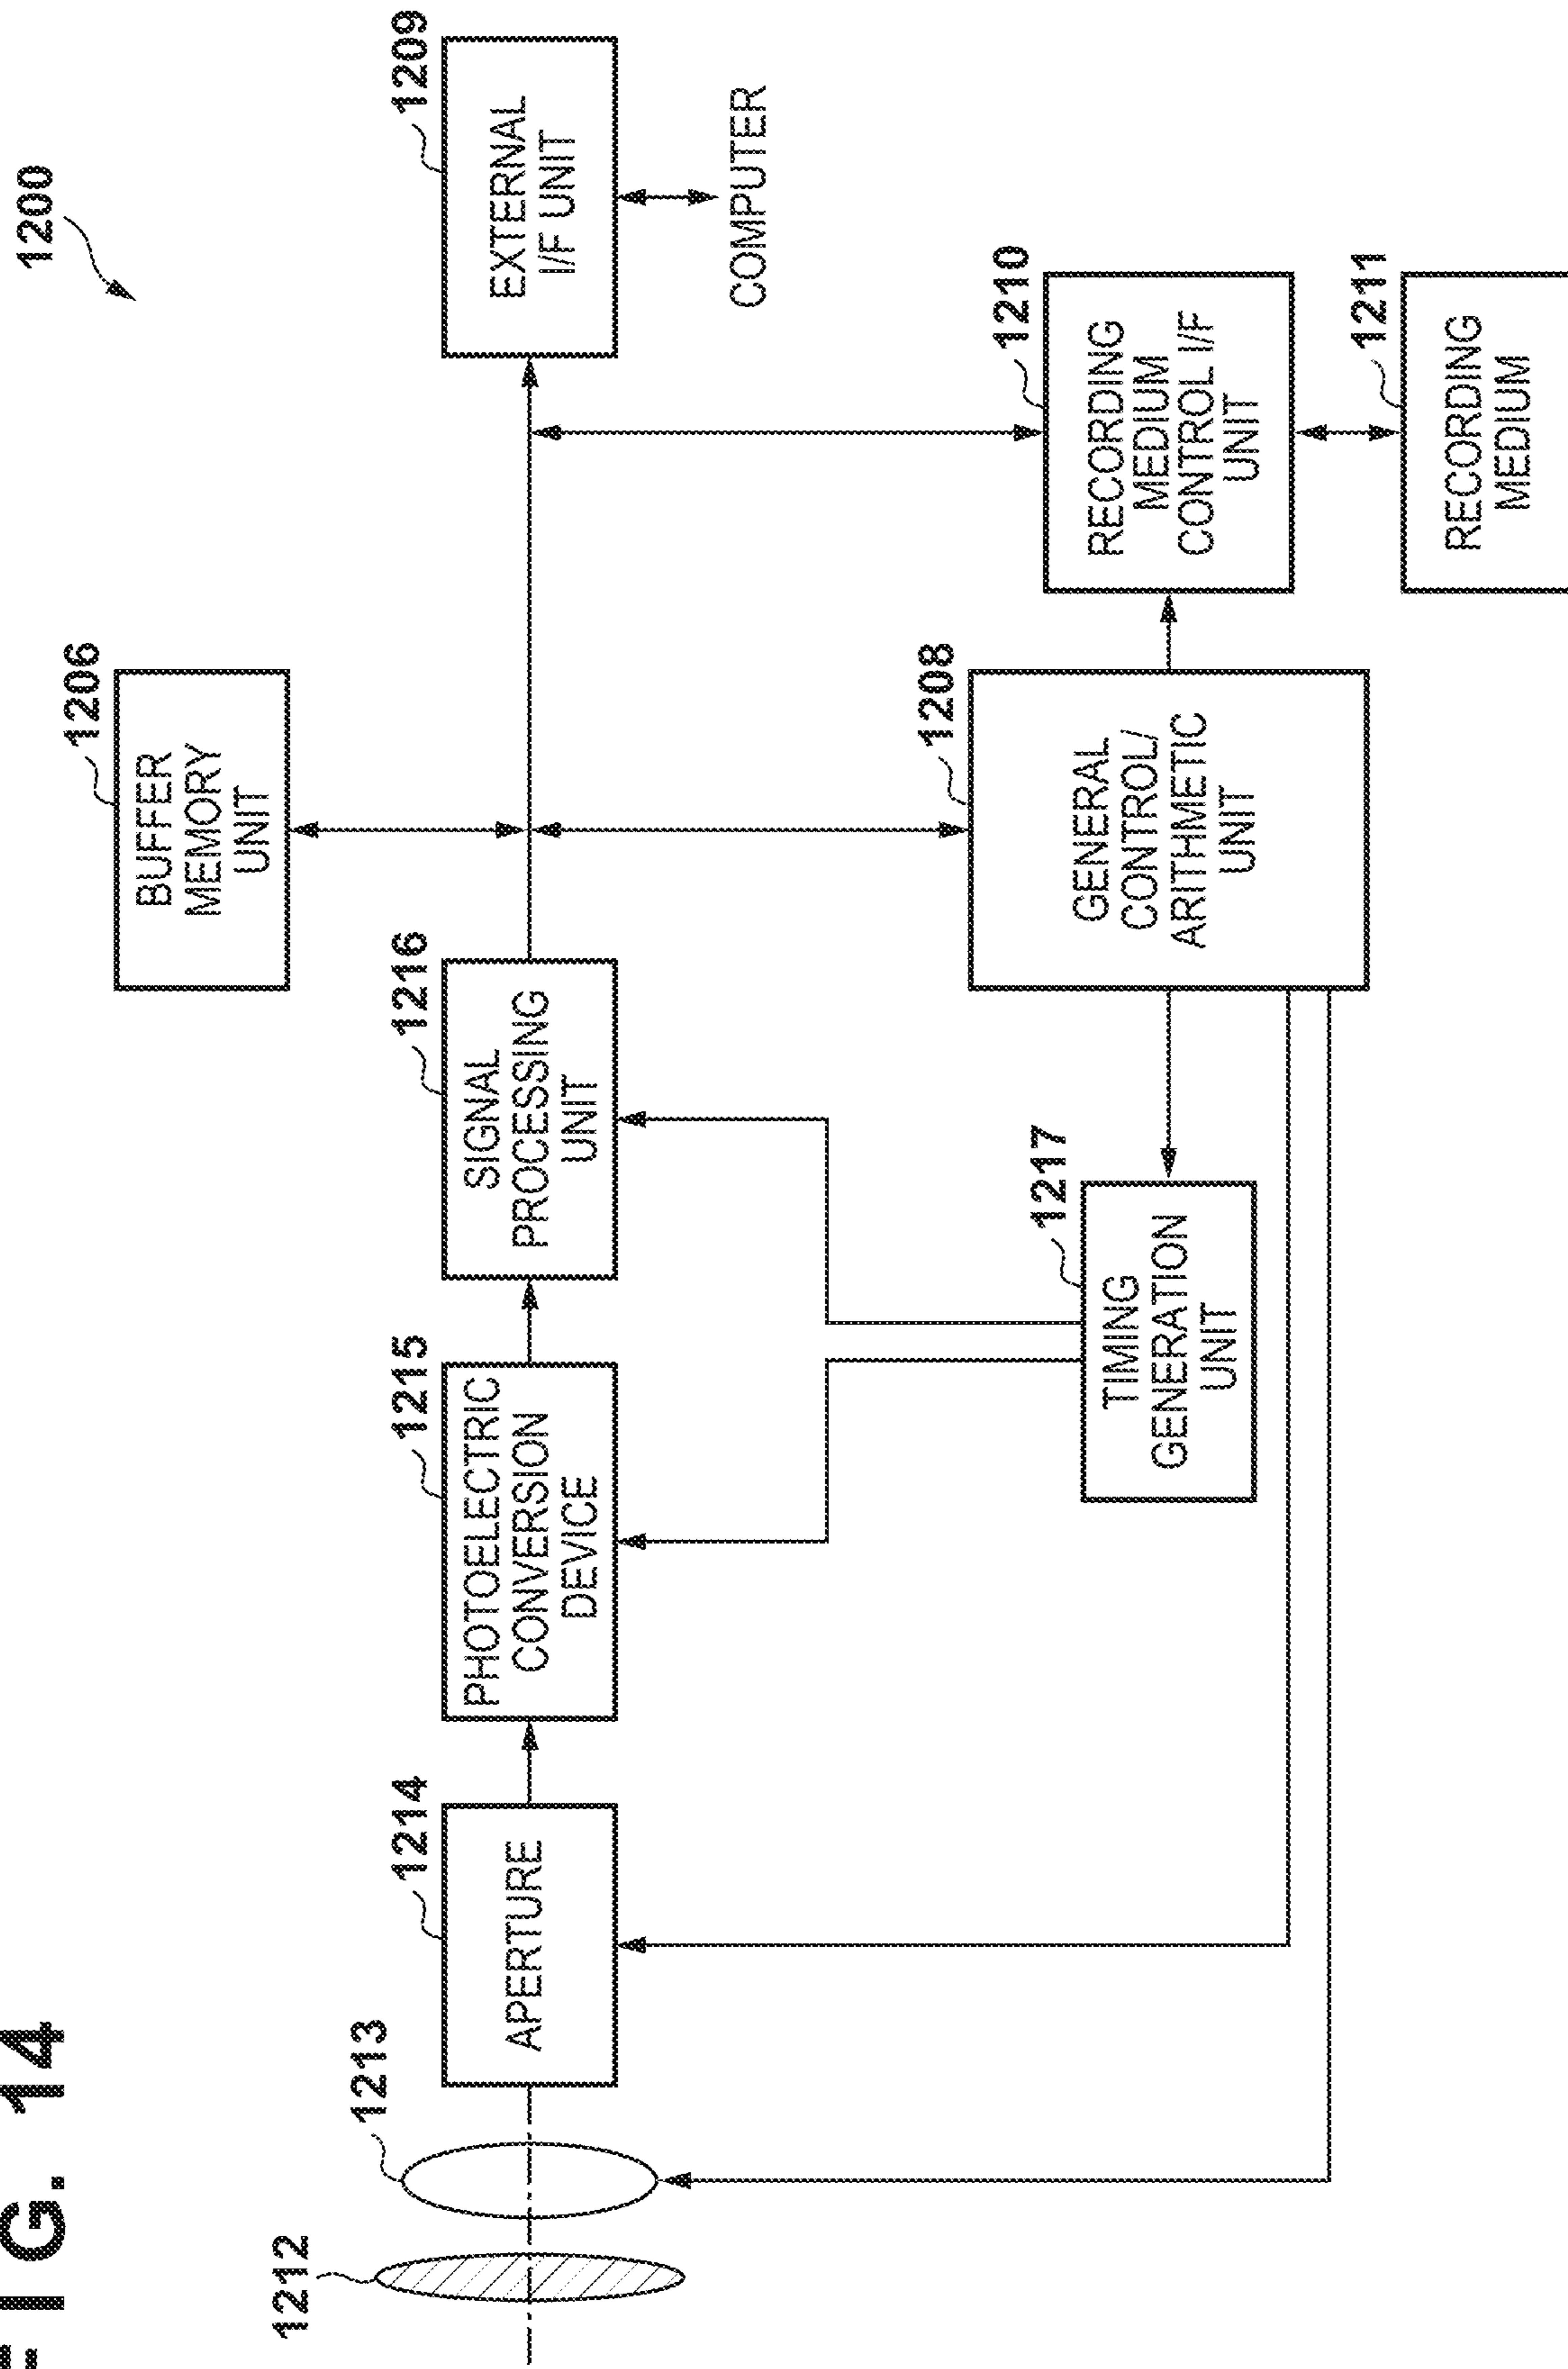 FIG. 14
1200
1206
BUFFER
MEMORY
UNIT
1212
1213
1214
APERTURE
1215
PHOTOELECTRIC
CONVERSION
DEVICE
1216
SIGNAL
PROCESSING
UNIT
1209
EXTERNAL
I/F UNIT
COMPUTER
1217
TIMING
GENERATION
UNIT
1208
GENERAL
CONTROL/
ARITHMETIC
UNIT
1210
RECORDING
MEDIUM
CONTROL I/F
UNIT
1211
RECORDING
MEDIUM